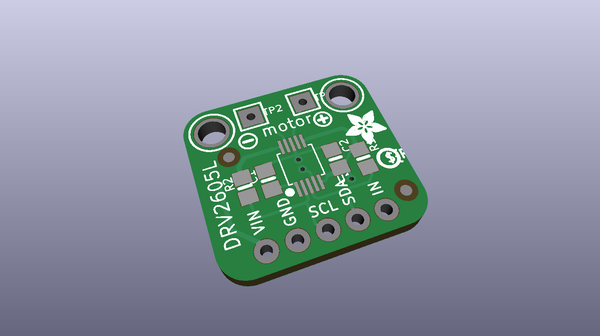 TP2
motor
C2
R2
C1
DRV2605L
VIN
GND
SCL
SDA
IN